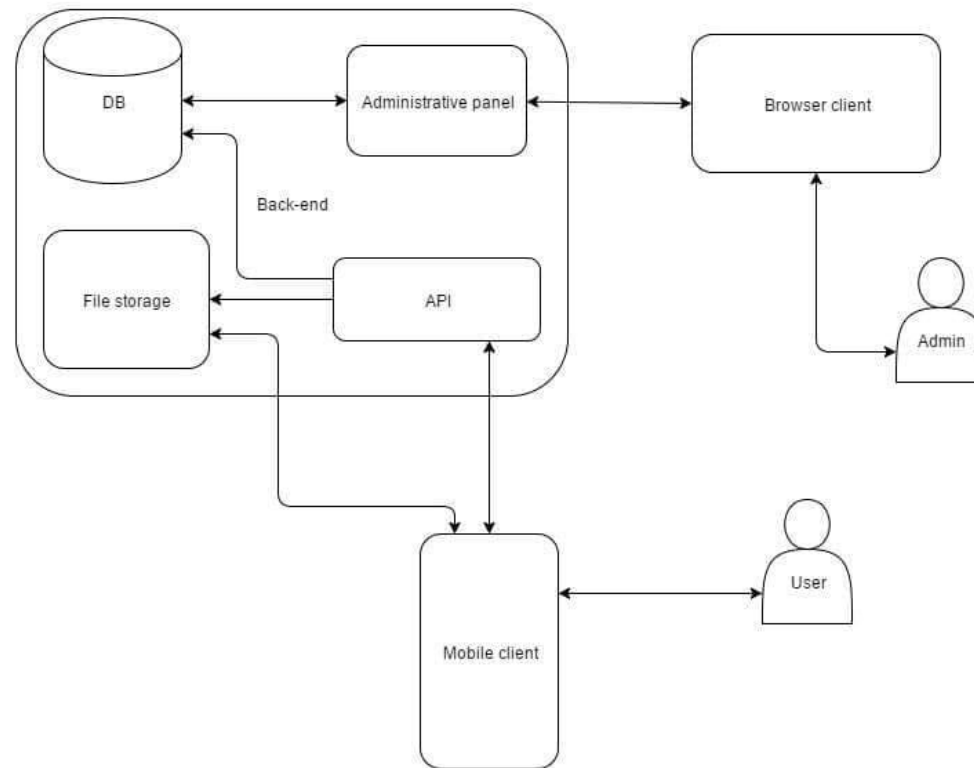 DB
Administrative panel
Browser client
Back-end
File storage
API
Admin
User
Mobile client